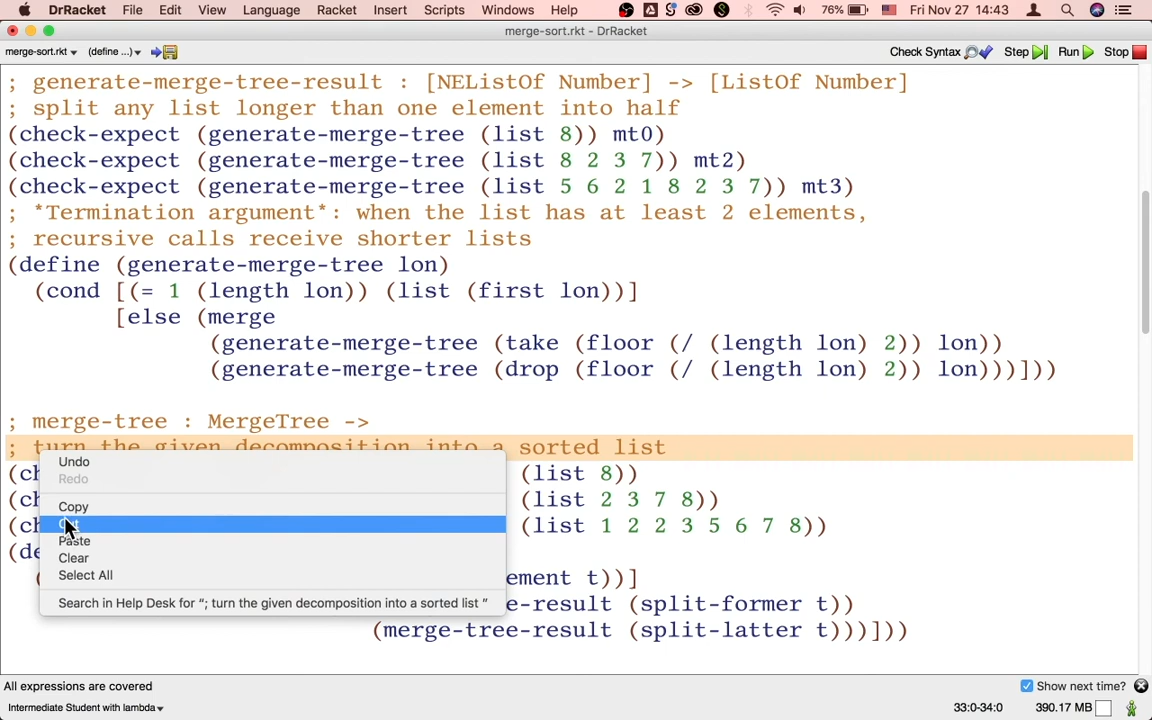 DrRacket File Edit View Language Racket Insert Scripts Windows Help 76% Fri Nov 27 14:43
merge-sort.rkt - DrRacket
merge-sort.rkt (define ...) Check Syntax Step Run Stop
; generate-merge-tree-result : [NEListOf Number] -> [ListOf Number]
; split any list longer than one element into half
(check-expect (generate-merge-tree (list 8)) mt0)
(check-expect (generate-merge-tree (list 8 2 3 7)) mt2)
(check-expect (generate-merge-tree (list 5 6 2 1 8 2 3 7)) mt3)
; *Termination argument*: when the list has at least 2 elements,
; recursive calls receive shorter lists
(define (generate-merge-tree lon)
(cond [(= 1 (length lon)) (list (first lon))]
[else (merge
(generate-merge-tree (take (floor (/ (length lon) 2)) lon))
(generate-merge-tree (drop (floor (/ (length lon) 2)) lon)))]))
; merge-tree : MergeTree ->
; turn the given decomposition into a sorted list
(ch (list 8))
(ch (list 2 3 7 8))
(ch (list 1 2 2 3 5 6 7 8))
(de
ement t))]
e-result (split-former t))
(merge-tree-result (split-latter t)))]))
Undo
Redo
Copy
Paste
Clear
Select All
Search in Help Desk for “; turn the given decomposition into a sorted list ”
All expressions are covered Show next time?
Intermediate Student with lambda 33:0-34:0 390.17 MB